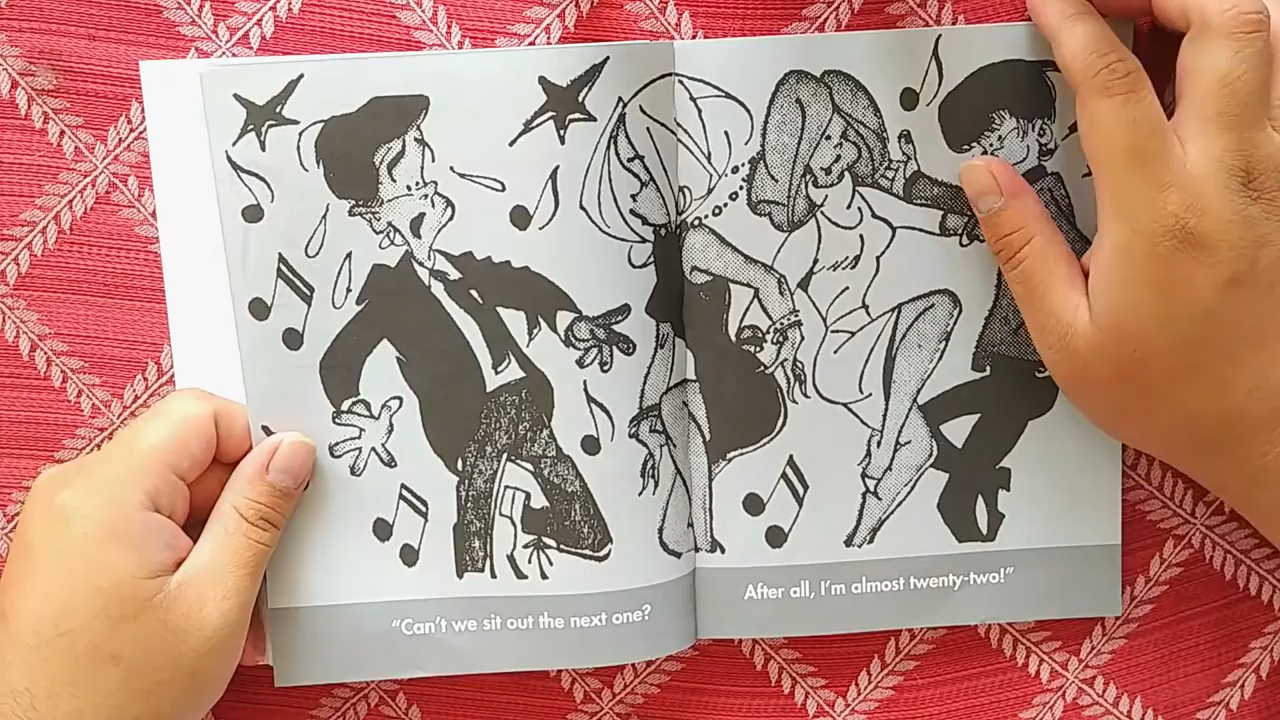 “Can’t we sit out the next one?
After all, I’m almost twenty-two!”